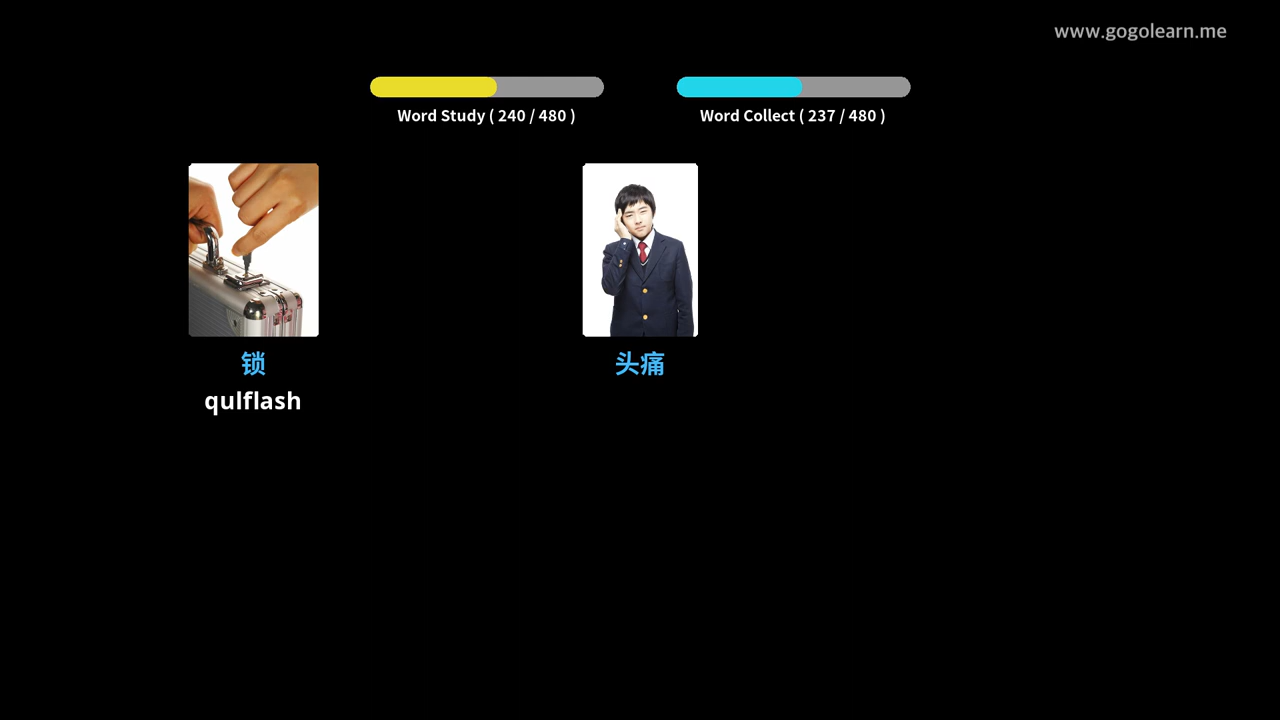 www.gogolearn.me
Word Study ( 240 / 480 )
Word Collect ( 237 / 480 )
锁
头痛
qulflash